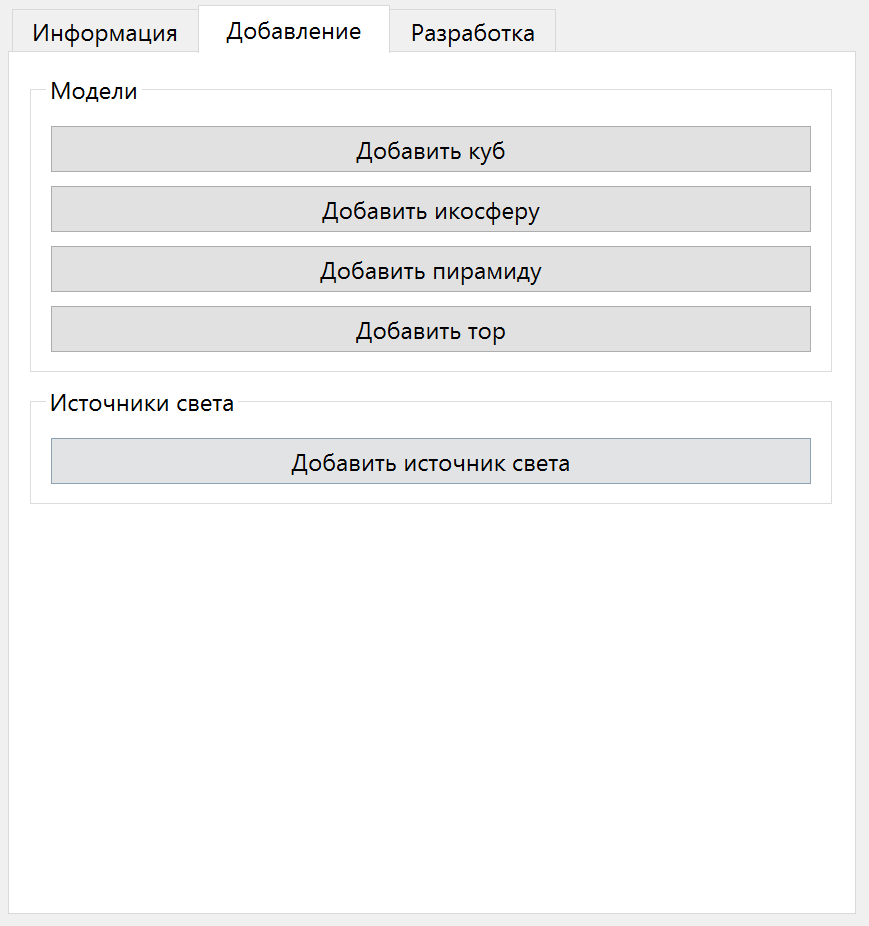 Информация
Добавление
Разработка
Модели
Добавить куб
Добавить икосферу
Добавить пирамиду
Добавить тор
Источники света
Добавить источник света